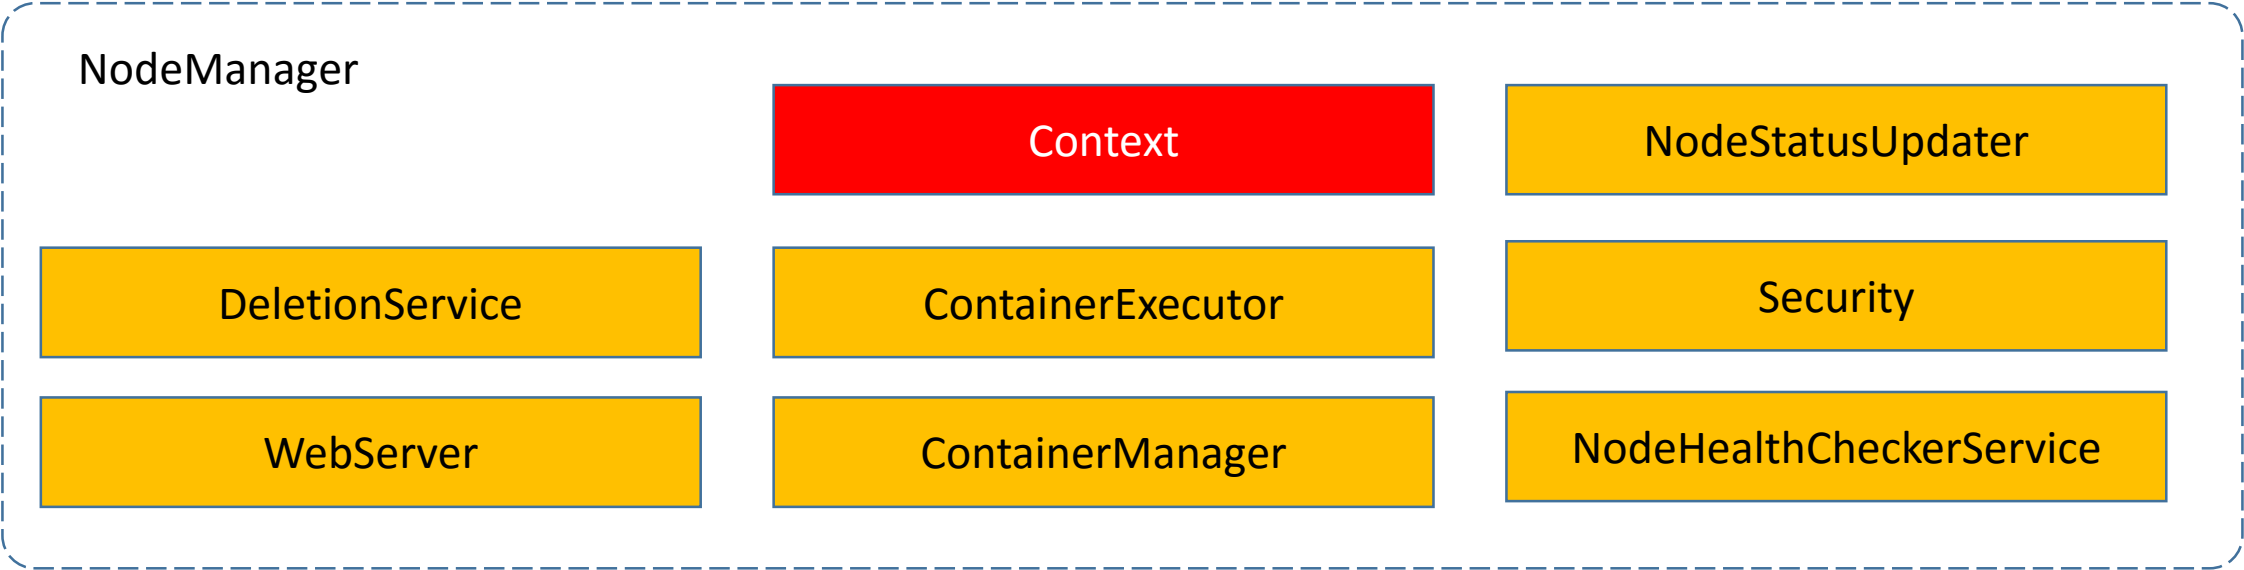 NodeManager
Context
NodeStatusUpdater
DeletionService
ContainerExecutor
Security
WebServer
ContainerManager
NodeHealthCheckerService